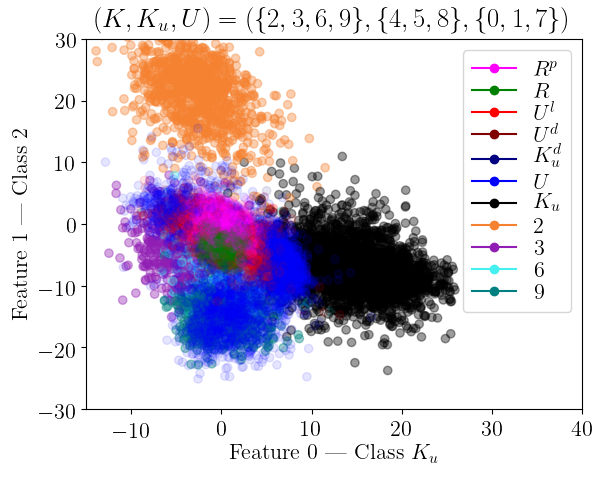 (K, K_u, U) = ({2, 3, 6, 9}, {4, 5, 8}, {0, 1, 7})
30
20
10
0
−10
−20
−30
Feature 1 — Class 2
R^p
R
U^l
U^d
K_u^d
U
K_u
2
3
6
9
−10 0 10 20 30 40
Feature 0 — Class K_u